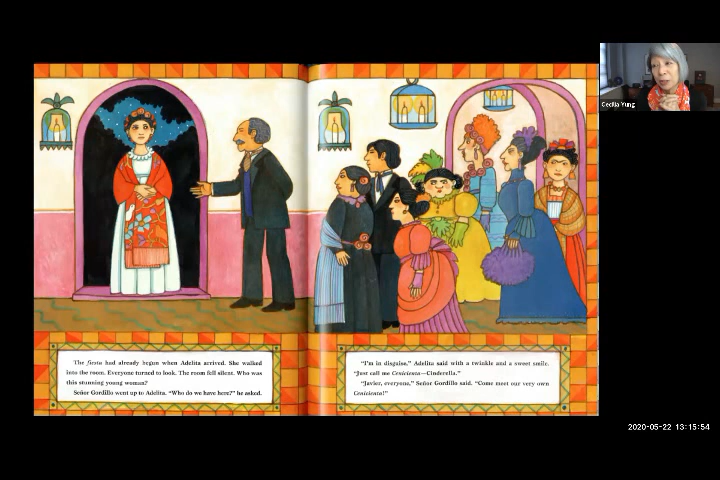 Cecilia Yung
The fiesta had already begun when Adelita arrived. She walked
into the room. Everyone turned to look. The room fell silent. Who was
this stunning young woman?
Señor Gordillo went up to Adelita. "Who do we have here?" he asked.
"I'm in disguise," Adelita said with a twinkle and a sweet smile.
"Just call me Cenicienta—Cinderella."
"Javier, everyone," Señor Gordillo said. "Come meet our very own
Cenicienta!"
2020-05-22 13:15:54